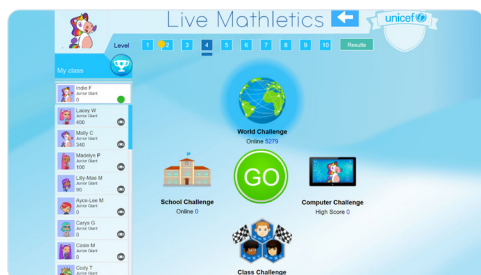 Live Mathletics
unicef
Level
1 2 3 4 5 6 7 8 9 10 Results
My class
Indie F
Junior Giant
0
Lacey W
Junior Giant
400
Molly C
Junior Giant
340
Madelyn P
Junior Giant
100
Lilly-Mae M
Junior Giant
90
Ayce-Lee M
Junior Giant
0
Carys G
Junior Giant
0
Casie M
Junior Giant
0
Cody T
Junior Giant
World Challenge
Online 5279
GO
School Challenge
Online 0
Computer Challenge
High Score 0
Class Challenge